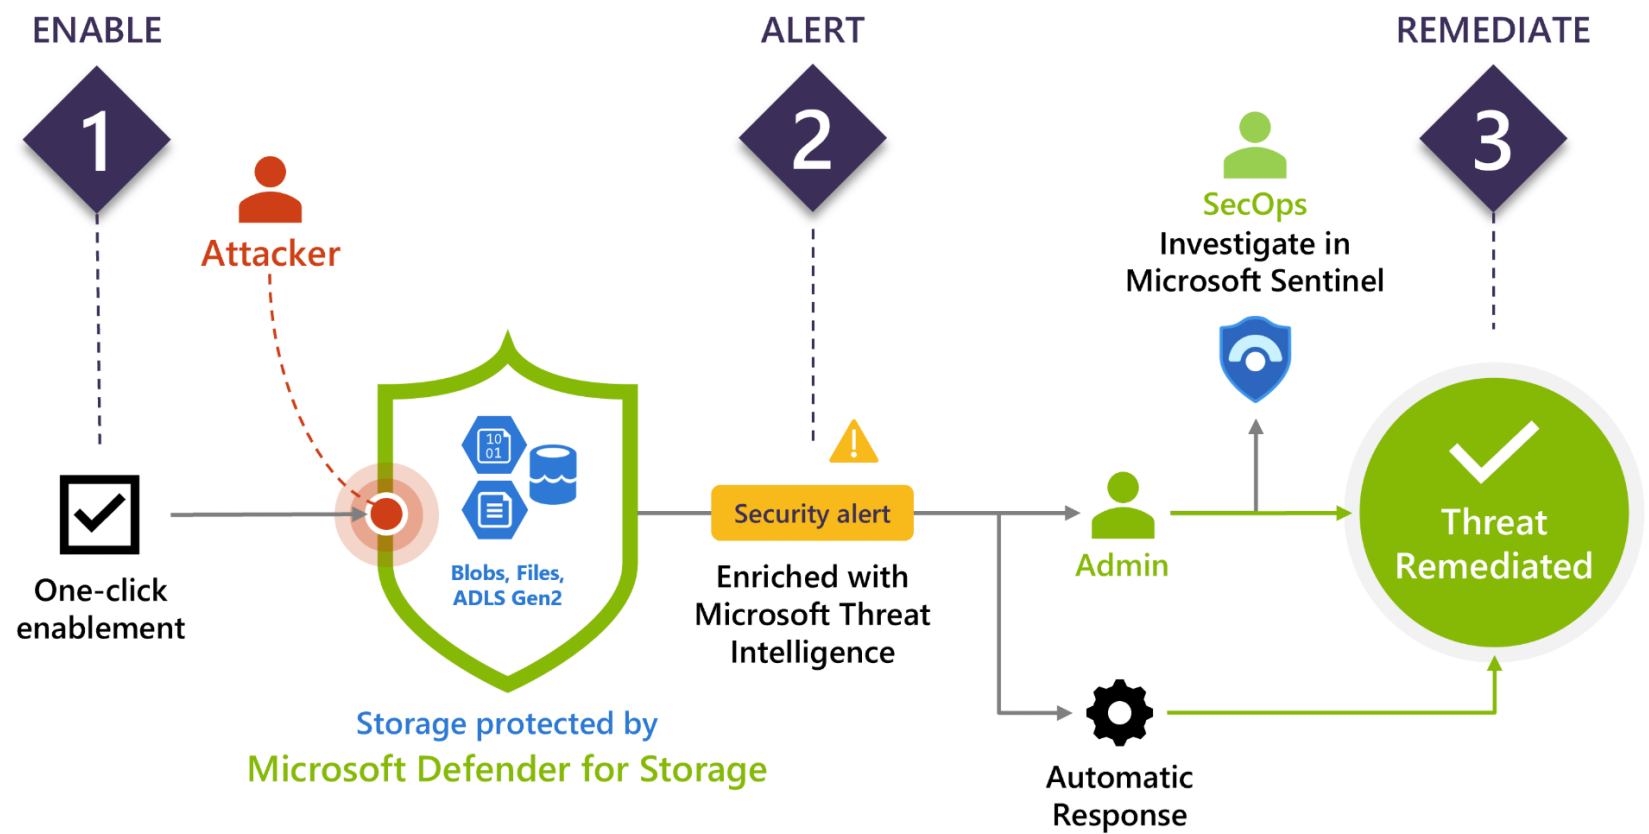 ENABLE
1
Attacker
One-click
enablement
10
01
Blobs, Files,
ADLS Gen2
Storage protected by
Microsoft Defender for Storage
ALERT
2
Security alert
Enriched with
Microsoft Threat
Intelligence
SecOps
Investigate in
Microsoft Sentinel
Admin
Automatic
Response
REMEDIATE
3
Threat
Remediated